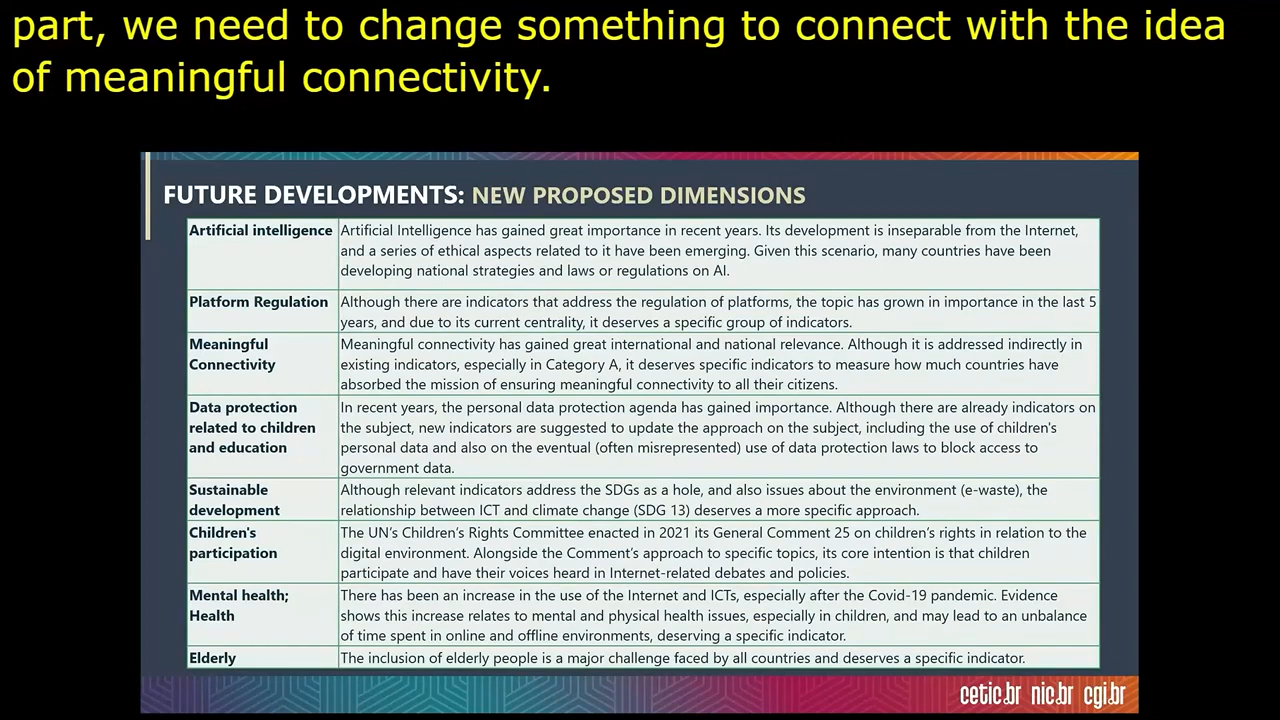 part, we need to change something to connect with the idea
of meaningful connectivity.
FUTURE DEVELOPMENTS: NEW PROPOSED DIMENSIONS
Artificial intelligence
Artificial Intelligence has gained great importance in recent years. Its development is inseparable from the Internet,
and a series of ethical aspects related to it have been emerging. Given this scenario, many countries have been
developing national strategies and laws or regulations on AI.
Platform Regulation
Although there are indicators that address the regulation of platforms, the topic has grown in importance in the last 5
years, and due to its current centrality, it deserves a specific group of indicators.
Meaningful
Connectivity
Meaningful connectivity has gained great international and national relevance. Although it is addressed indirectly in
existing indicators, especially in Category A, it deserves specific indicators to measure how much countries have
absorbed the mission of ensuring meaningful connectivity to all their citizens.
Data protection
related to children
and education
In recent years, the personal data protection agenda has gained importance. Although there are already indicators on
the subject, new indicators are suggested to update the approach on the subject, including the use of children's
personal data and also on the eventual (often misrepresented) use of data protection laws to block access to
government data.
Sustainable
development
Although relevant indicators address the SDGs as a hole, and also issues about the environment (e-waste), the
relationship between ICT and climate change (SDG 13) deserves a more specific approach.
Children's
participation
The UN's Children's Rights Committee enacted in 2021 its General Comment 25 on children's rights in relation to the
digital environment. Alongside the Comment's approach to specific topics, its core intention is that children
participate and have their voices heard in Internet-related debates and policies.
Mental health;
Health
There has been an increase in the use of the Internet and ICTs, especially after the Covid-19 pandemic. Evidence
shows this increase relates to mental and physical health issues, especially in children, and may lead to an unbalance
of time spent in online and offline environments, deserving a specific indicator.
Elderly
The inclusion of elderly people is a major challenge faced by all countries and deserves a specific indicator.
cetic.br nic.br cgi.br